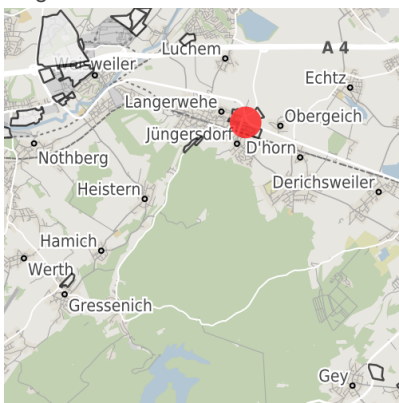 Luchem
A 4
Weisweiler
Echtz
Langerwehe
Obergeich
Jüngersdorf
D'horn
Nothberg
Derichsweiler
Heistern
Hamich
Werth
Gressenich
Gey